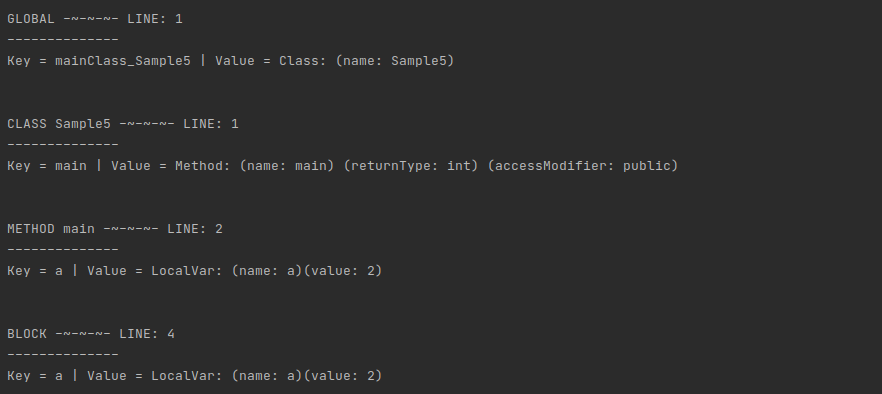 GLOBAL -~-~-~- LINE: 1
--------------
Key = mainClass_Sample5 | Value = Class: (name: Sample5)
CLASS Sample5 -~-~-~- LINE: 1
--------------
Key = main | Value = Method: (name: main) (returnType: int) (accessModifier: public)
METHOD main -~-~-~- LINE: 2
--------------
Key = a | Value = LocalVar: (name: a)(value: 2)
BLOCK -~-~-~- LINE: 4
--------------
Key = a | Value = LocalVar: (name: a)(value: 2)